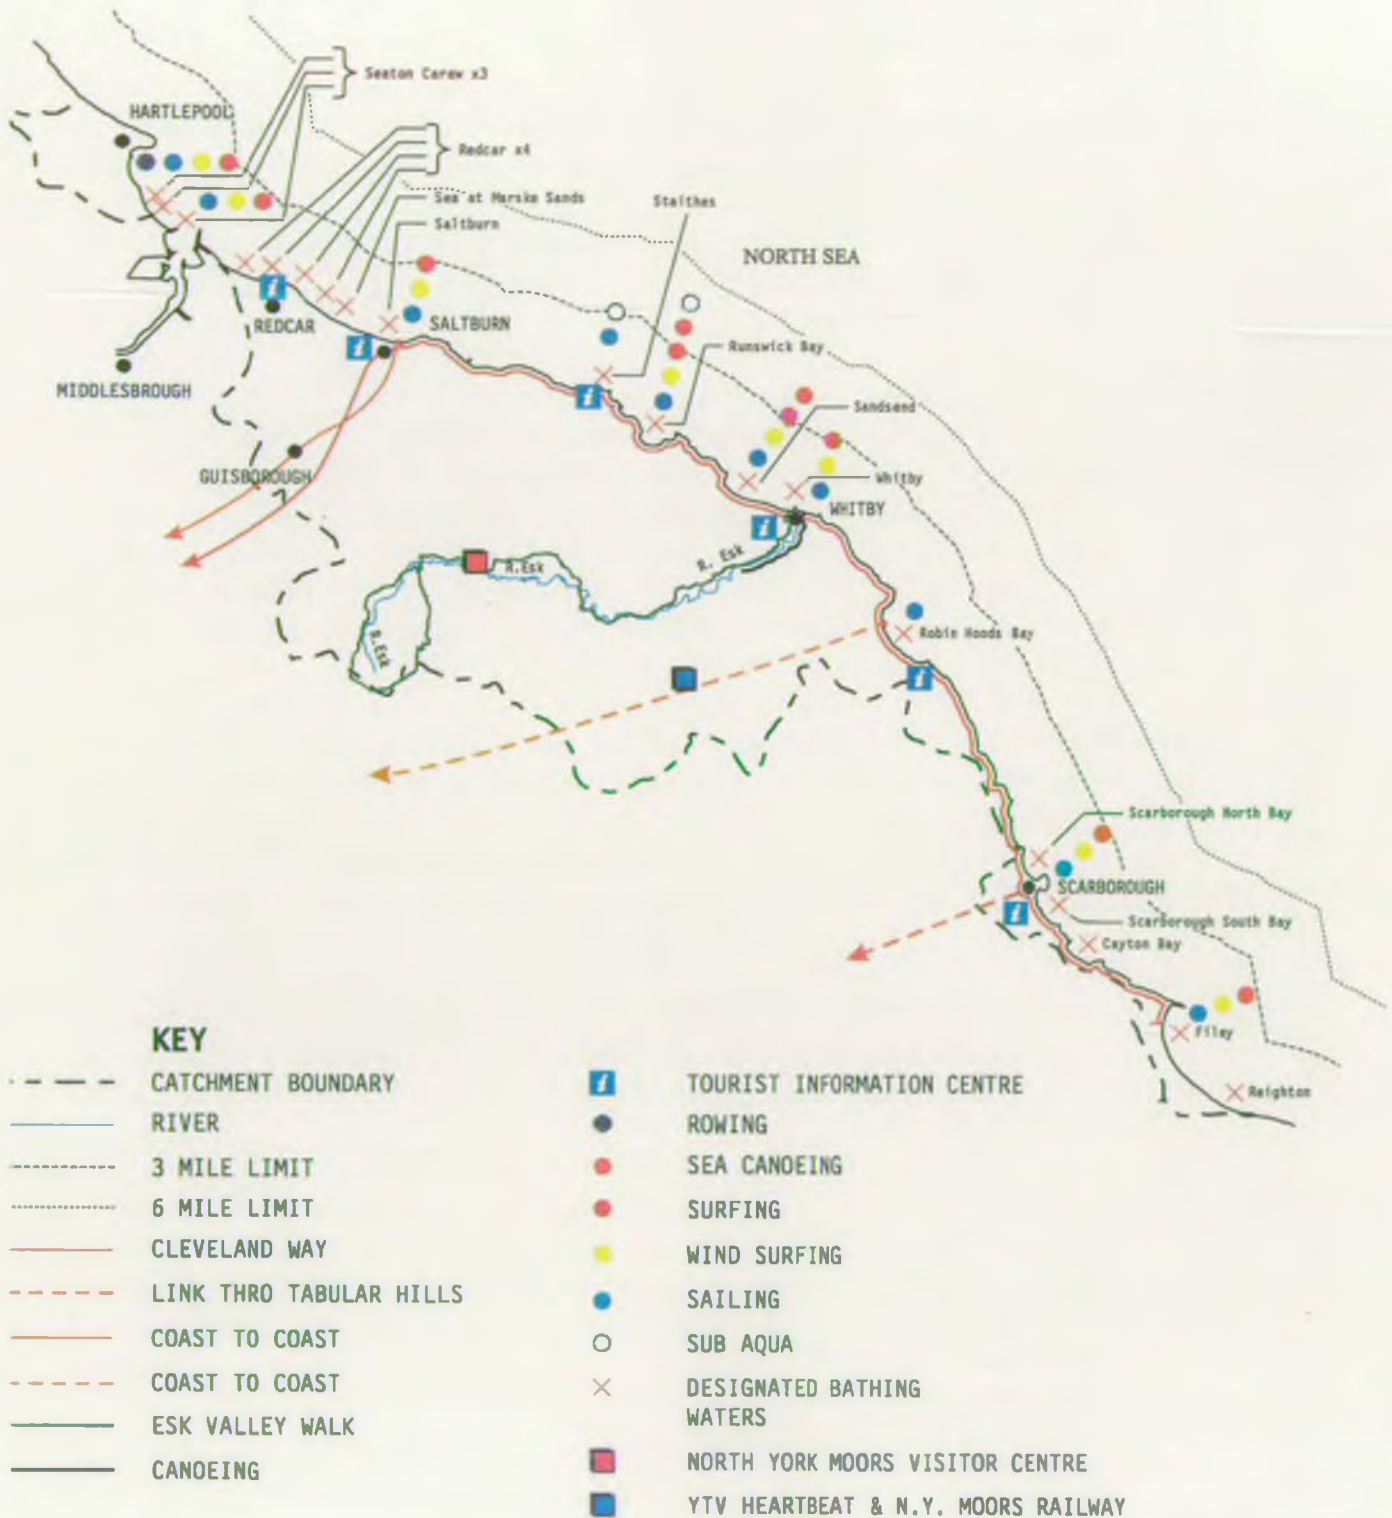 Seaton Carew x3
HARTLEPOOL
Redcar x4
Sea at Marske Sands
Staithes
Saltburn
NORTH SEA
i
REDCAR
SALTBURN
i
Runswick Bay
MIDDLESBROUGH
i
Sandsend
GUISBOROUGH
Whitby
WHITBY
i
R. Esk
R.Esk
R.Esk
Robin Hoods Bay
i
Scarborough North Bay
SCARBOROUGH
i
Scarborough South Bay
Cayton Bay
Filey
Reighton
KEY
CATCHMENT BOUNDARY
RIVER
3 MILE LIMIT
6 MILE LIMIT
CLEVELAND WAY
LINK THRO TABULAR HILLS
COAST TO COAST
COAST TO COAST
ESK VALLEY WALK
CANOEING
i
TOURIST INFORMATION CENTRE
ROWING
SEA CANOEING
SURFING
WIND SURFING
SAILING
SUB AQUA
DESIGNATED BATHING
WATERS
NORTH YORK MOORS VISITOR CENTRE
YTV HEARTBEAT & N.Y. MOORS RAILWAY